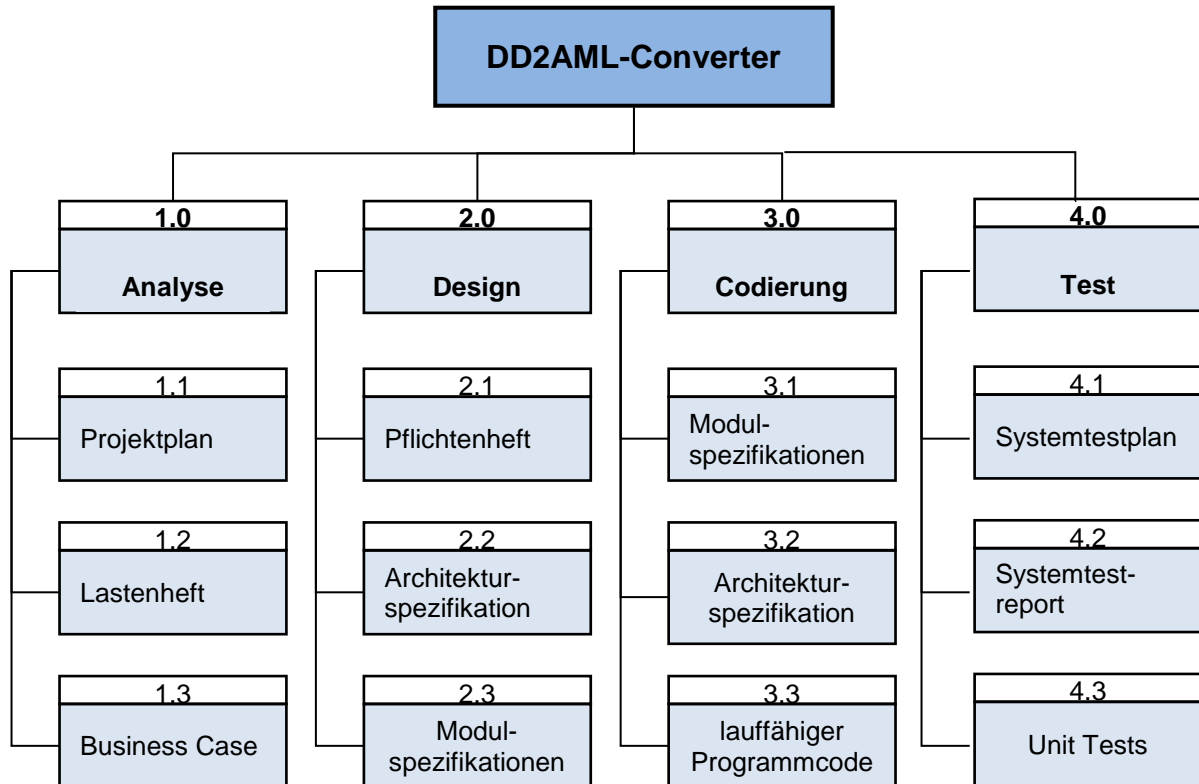 DD2AML-Converter
1.0
Analyse
2.0
Design
3.0
Codierung
4.0
Test
1.1
Projektplan
2.1
Pflichtenheft
3.1
Modul-
spezifikationen
4.1
Systemtestplan
1.2
Lastenheft
2.2
Architektur-
spezifikation
3.2
Architektur-
spezifikation
4.2
Systemtest-
report
1.3
Business Case
2.3
Modul-
spezifikationen
3.3
lauffähiger
Programmcode
4.3
Unit Tests